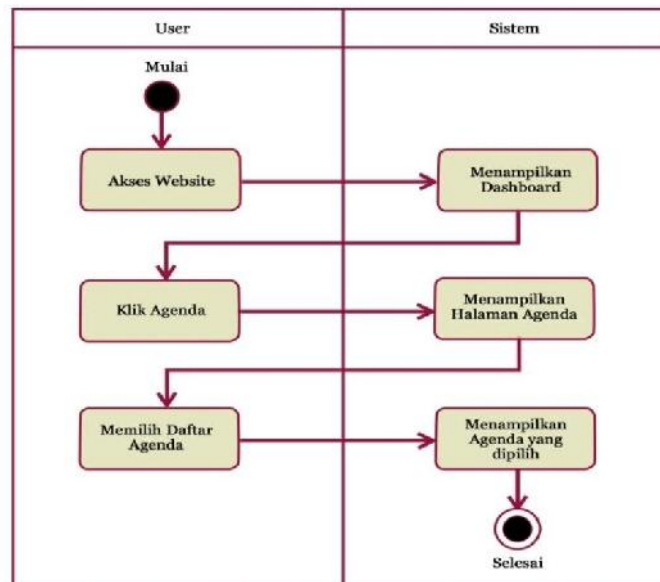 User
Sistem
Mulai
Akses Website
Menampilkan
Dashboard
Klik Agenda
Menampilkan
Halaman Agenda
Memilih Daftar
Agenda
Menampilkan
Agenda yang
dipilih
Selesai